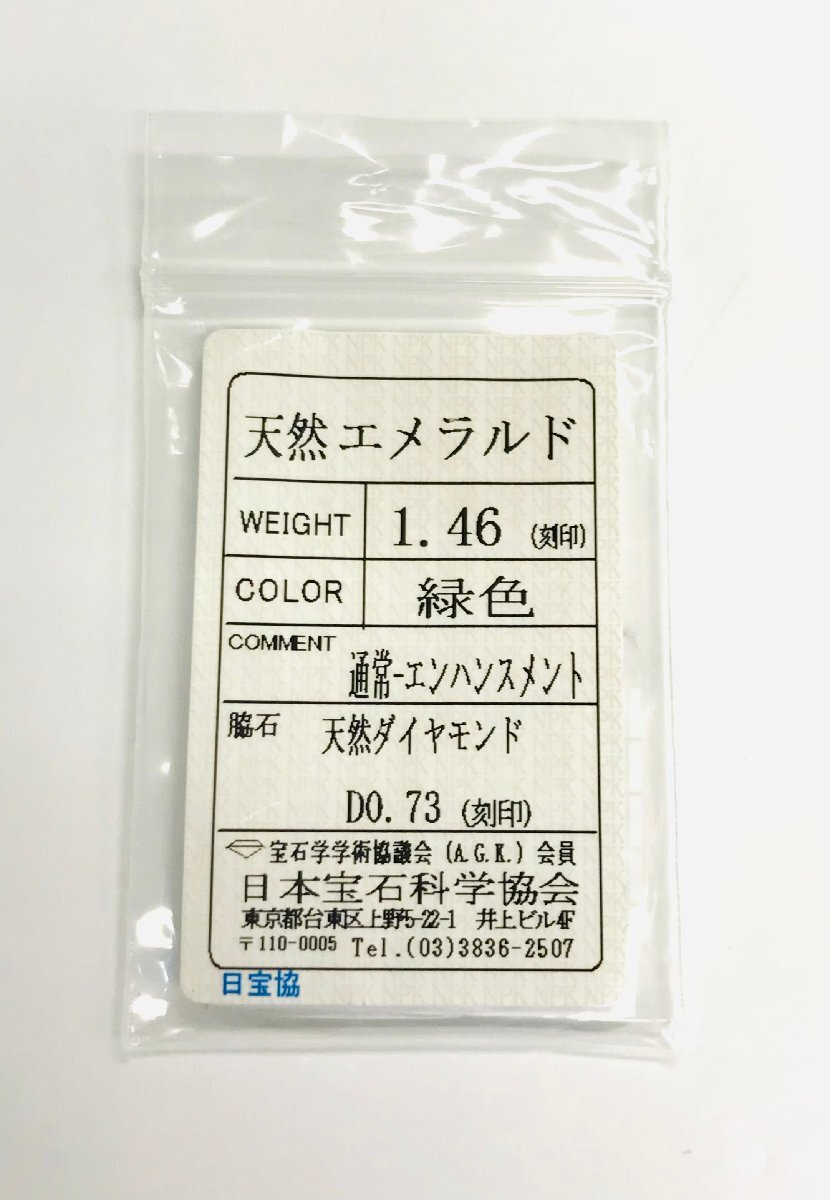 天然エメラルド
WEIGHT 1.46 (刻印)
COLOR 緑色
COMMENT
通常-エンハンスメント
脇石 天然ダイヤモンド
D0.73 (刻印)
宝石学学術協議会 (A.G.K.) 会員
日本宝石科学協会
東京都台東区上野5-22-1 井上ビル4F
〒110-0005 Tel.(03)3836-2507
日宝協